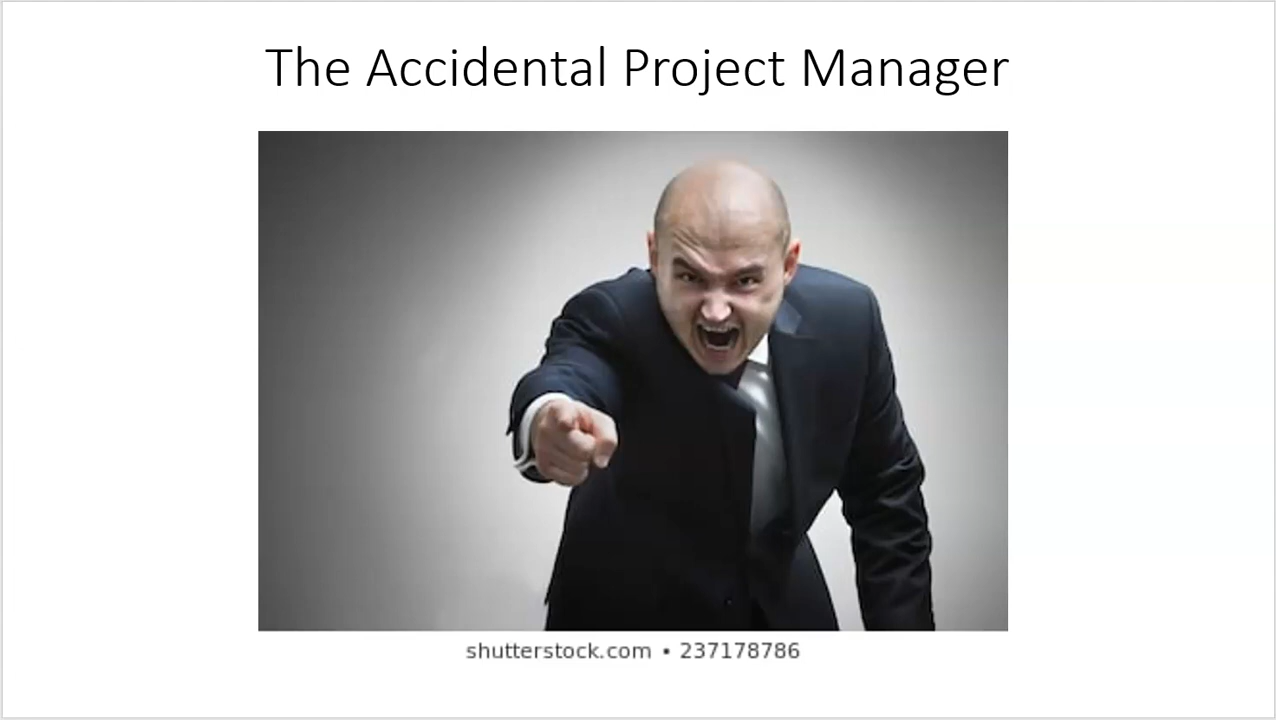 The Accidental Project Manager
shutterstock.com • 237178786